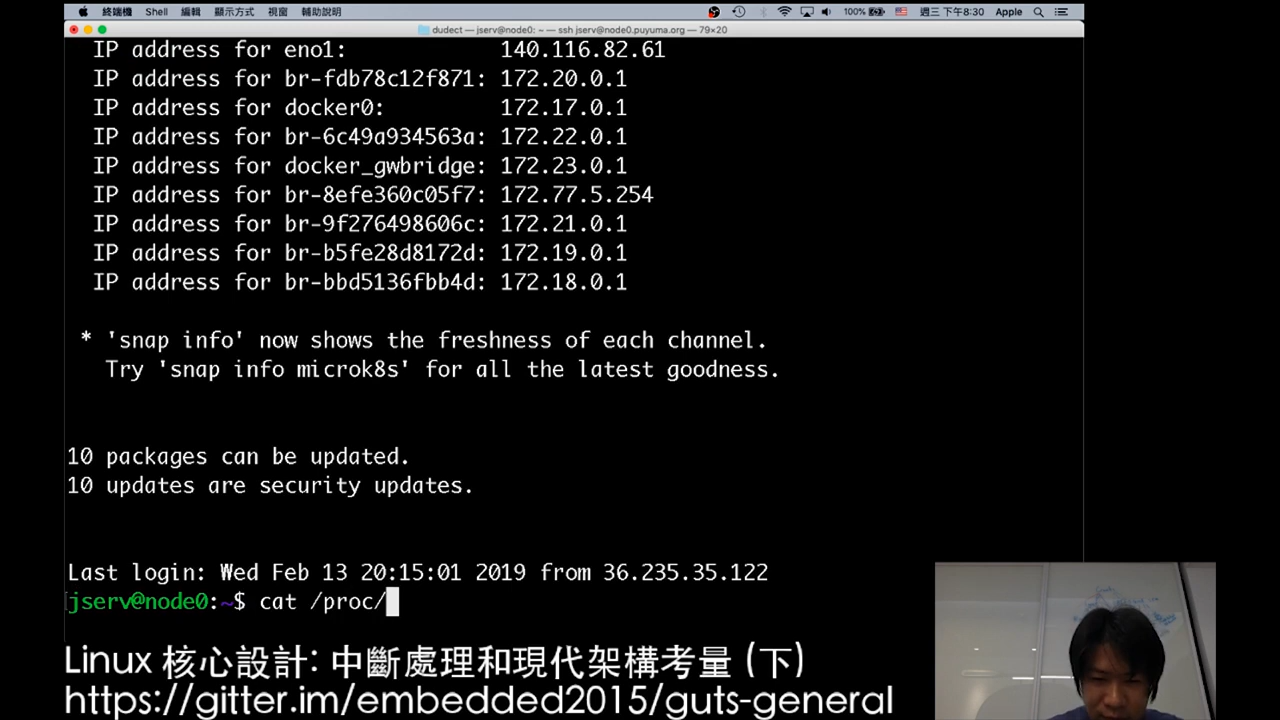 終端機 Shell 編輯 顯示方式 視窗 輔助說明 100% 週三 下午8:30 Apple
dudect — jserv@node0: ~ — ssh jserv@node0.puyuma.org — 79×20
IP address for eno1: 140.116.82.61
IP address for br-fdb78c12f871: 172.20.0.1
IP address for docker0: 172.17.0.1
IP address for br-6c49a934563a: 172.22.0.1
IP address for docker_gwbridge: 172.23.0.1
IP address for br-8efe360c05f7: 172.77.5.254
IP address for br-9f276498606c: 172.21.0.1
IP address for br-b5fe28d8172d: 172.19.0.1
IP address for br-bbd5136fbb4d: 172.18.0.1
* 'snap info' now shows the freshness of each channel.
Try 'snap info microk8s' for all the latest goodness.
10 packages can be updated.
10 updates are security updates.
Last login: Wed Feb 13 20:15:01 2019 from 36.235.35.122
jserv@node0:~$ cat /proc/
Linux 核心設計: 中斷處理和現代架構考量 (下)
https://gitter.im/embedded2015/guts-general